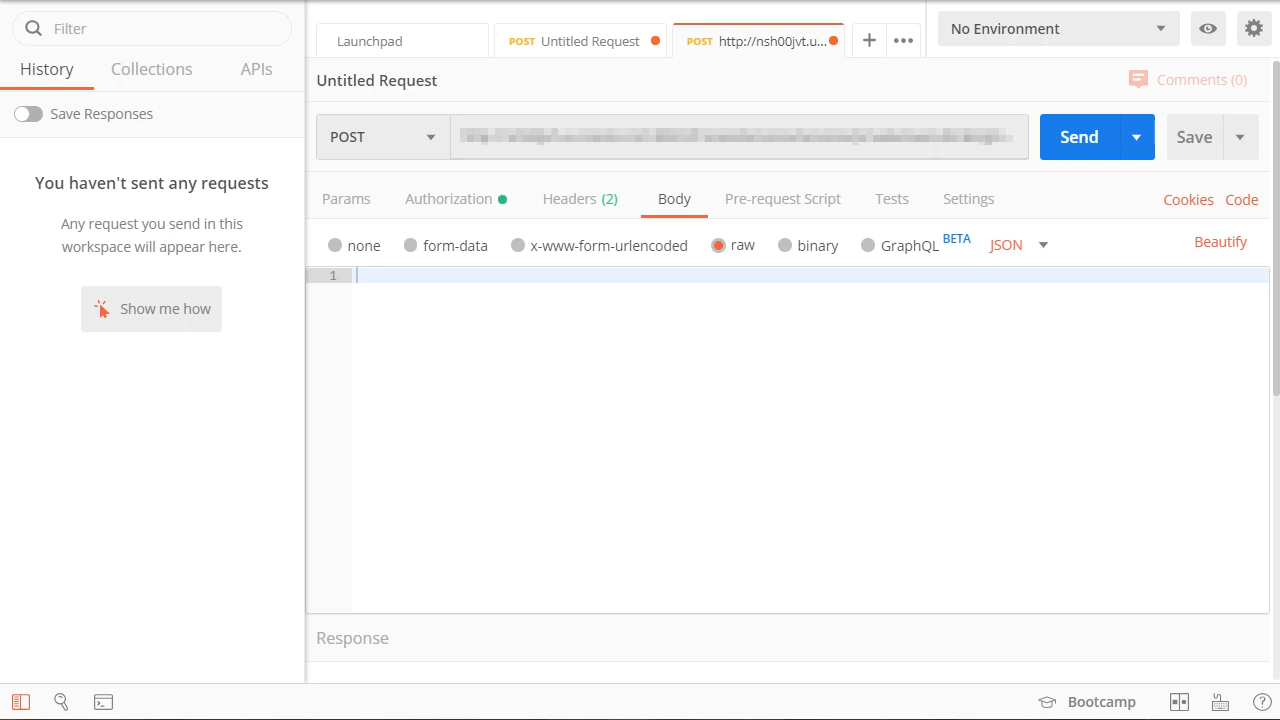 Filter
Launchpad
POST Untitled Request
POST http://nsh00jvt.u...
No Environment
History Collections APIs
Untitled Request
Comments (0)
Save Responses
POST
Send
Save
You haven't sent any requests
Any request you send in this
workspace will appear here.
Show me how
Params Authorization Headers (2) Body Pre-request Script Tests Settings Cookies Code
none form-data x-www-form-urlencoded raw binary GraphQL BETA JSON Beautify
1
Response
Bootcamp